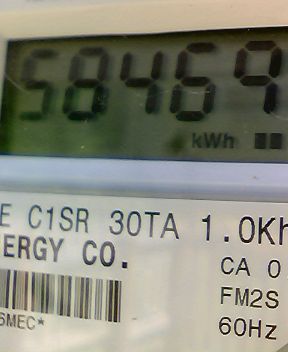 58469
kWh
E C1SR 30TA 1.0Kh
ERGY CO.
CA 0
FM2S
6MEC*
60Hz